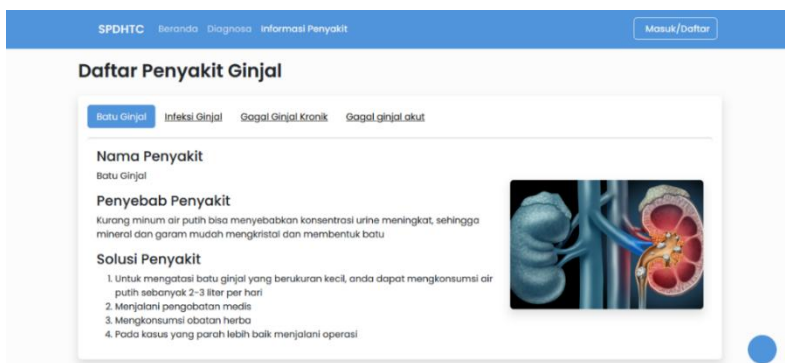 SPDHTC Beranda Diagnosa Informasi Penyakit Masuk/Daftar
Daftar Penyakit Ginjal
Batu Ginjal Infeksi Ginjal Gagal Ginjal Kronik Gagal ginjal akut
Nama Penyakit
Batu Ginjal
Penyebab Penyakit
Kurang minum air putih bisa menyebabkan konsentrasi urine meningkat, sehingga
mineral dan garam mudah mengkristal dan membentuk batu
Solusi Penyakit
1. Untuk mengatasi batu ginjal yang berukuran kecil, anda dapat mengkonsumsi air
putih sebanyak 2-3 liter per hari
2. Menjalani pengobatan medis
3. Mengkonsumsi obatan herba
4. Pada kasus yang parah lebih baik menjalani operasi